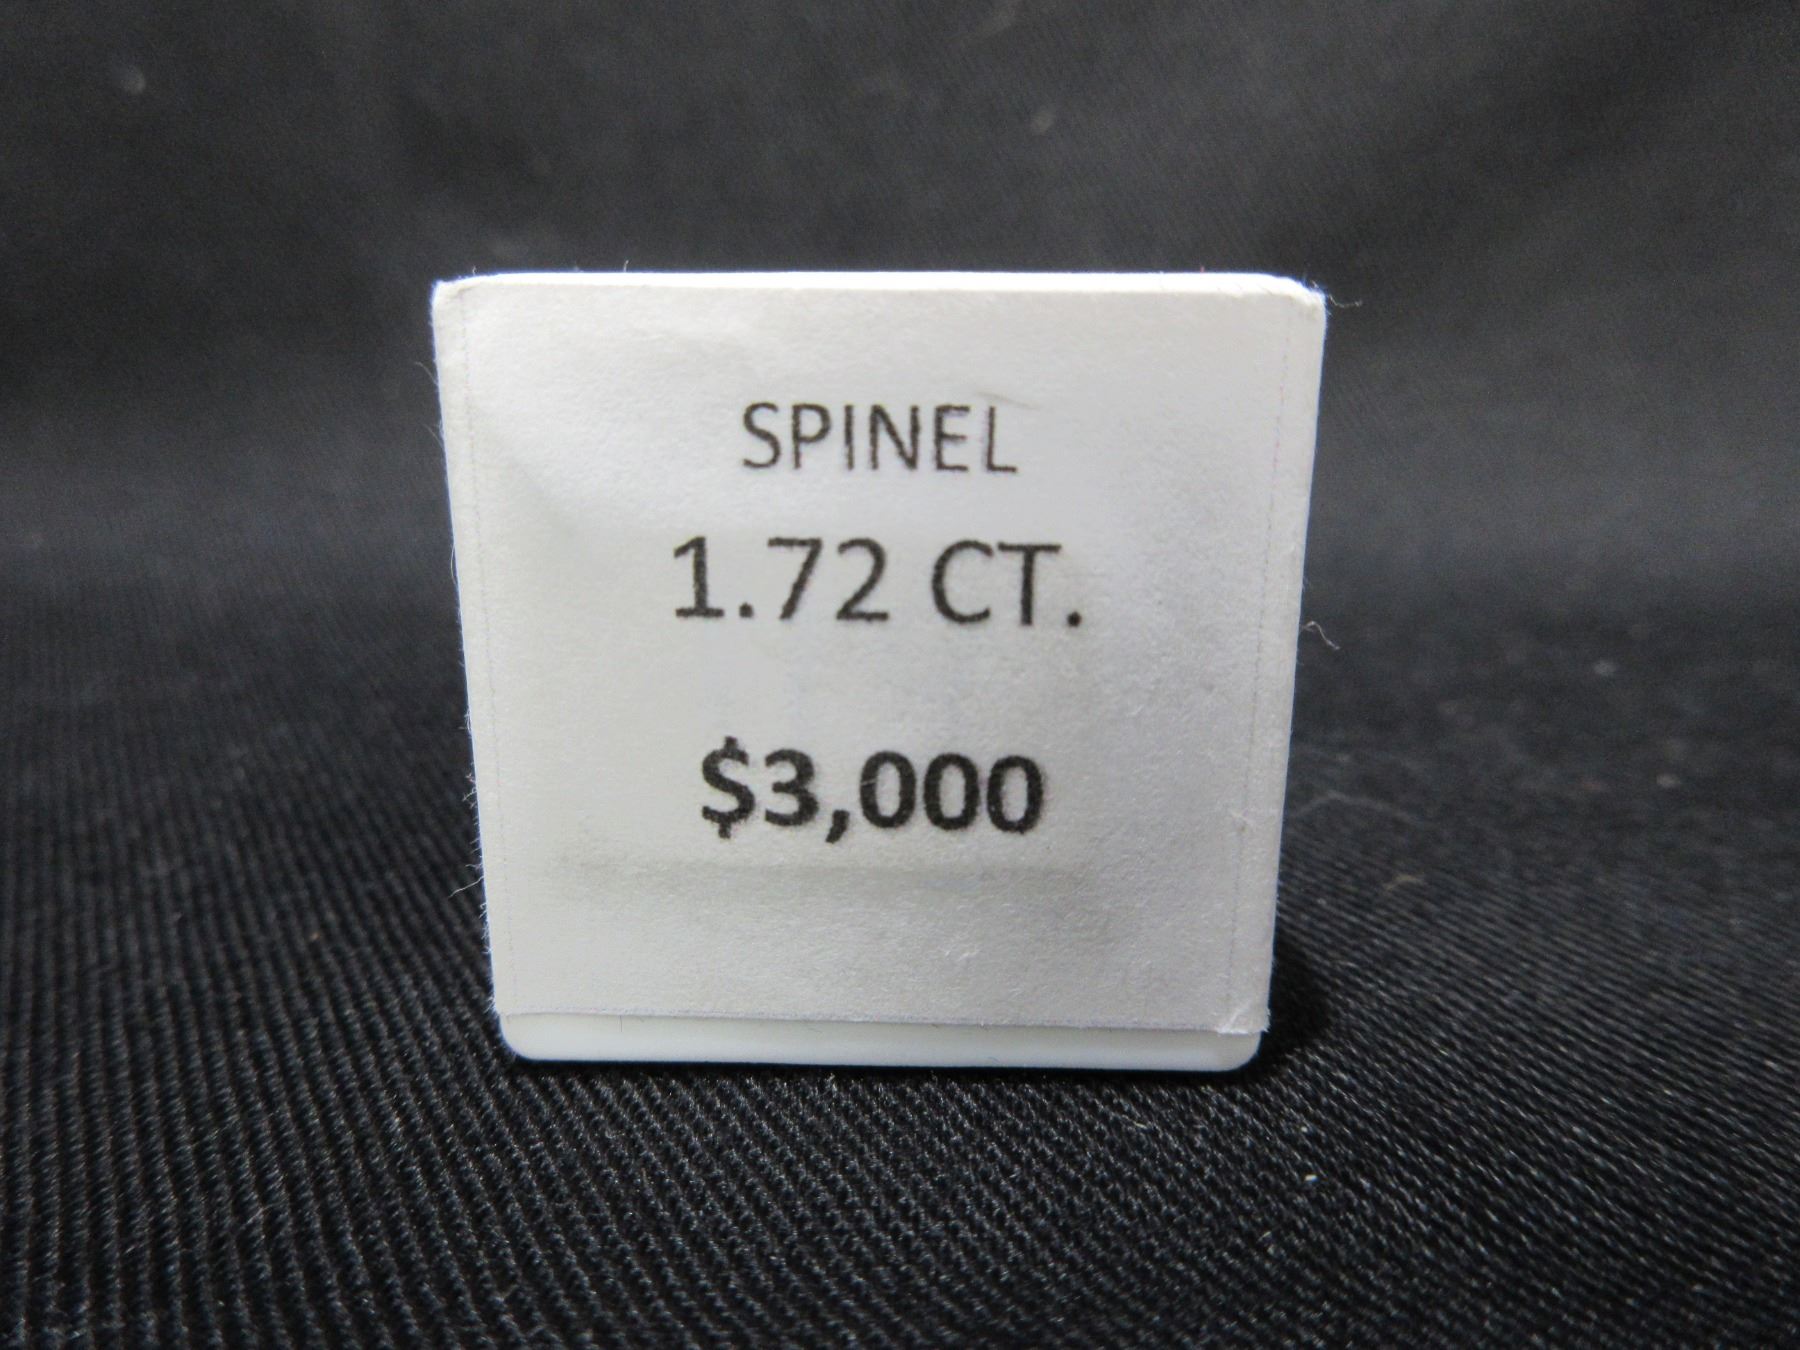 SPINEL
1.72 CT.
$3,000